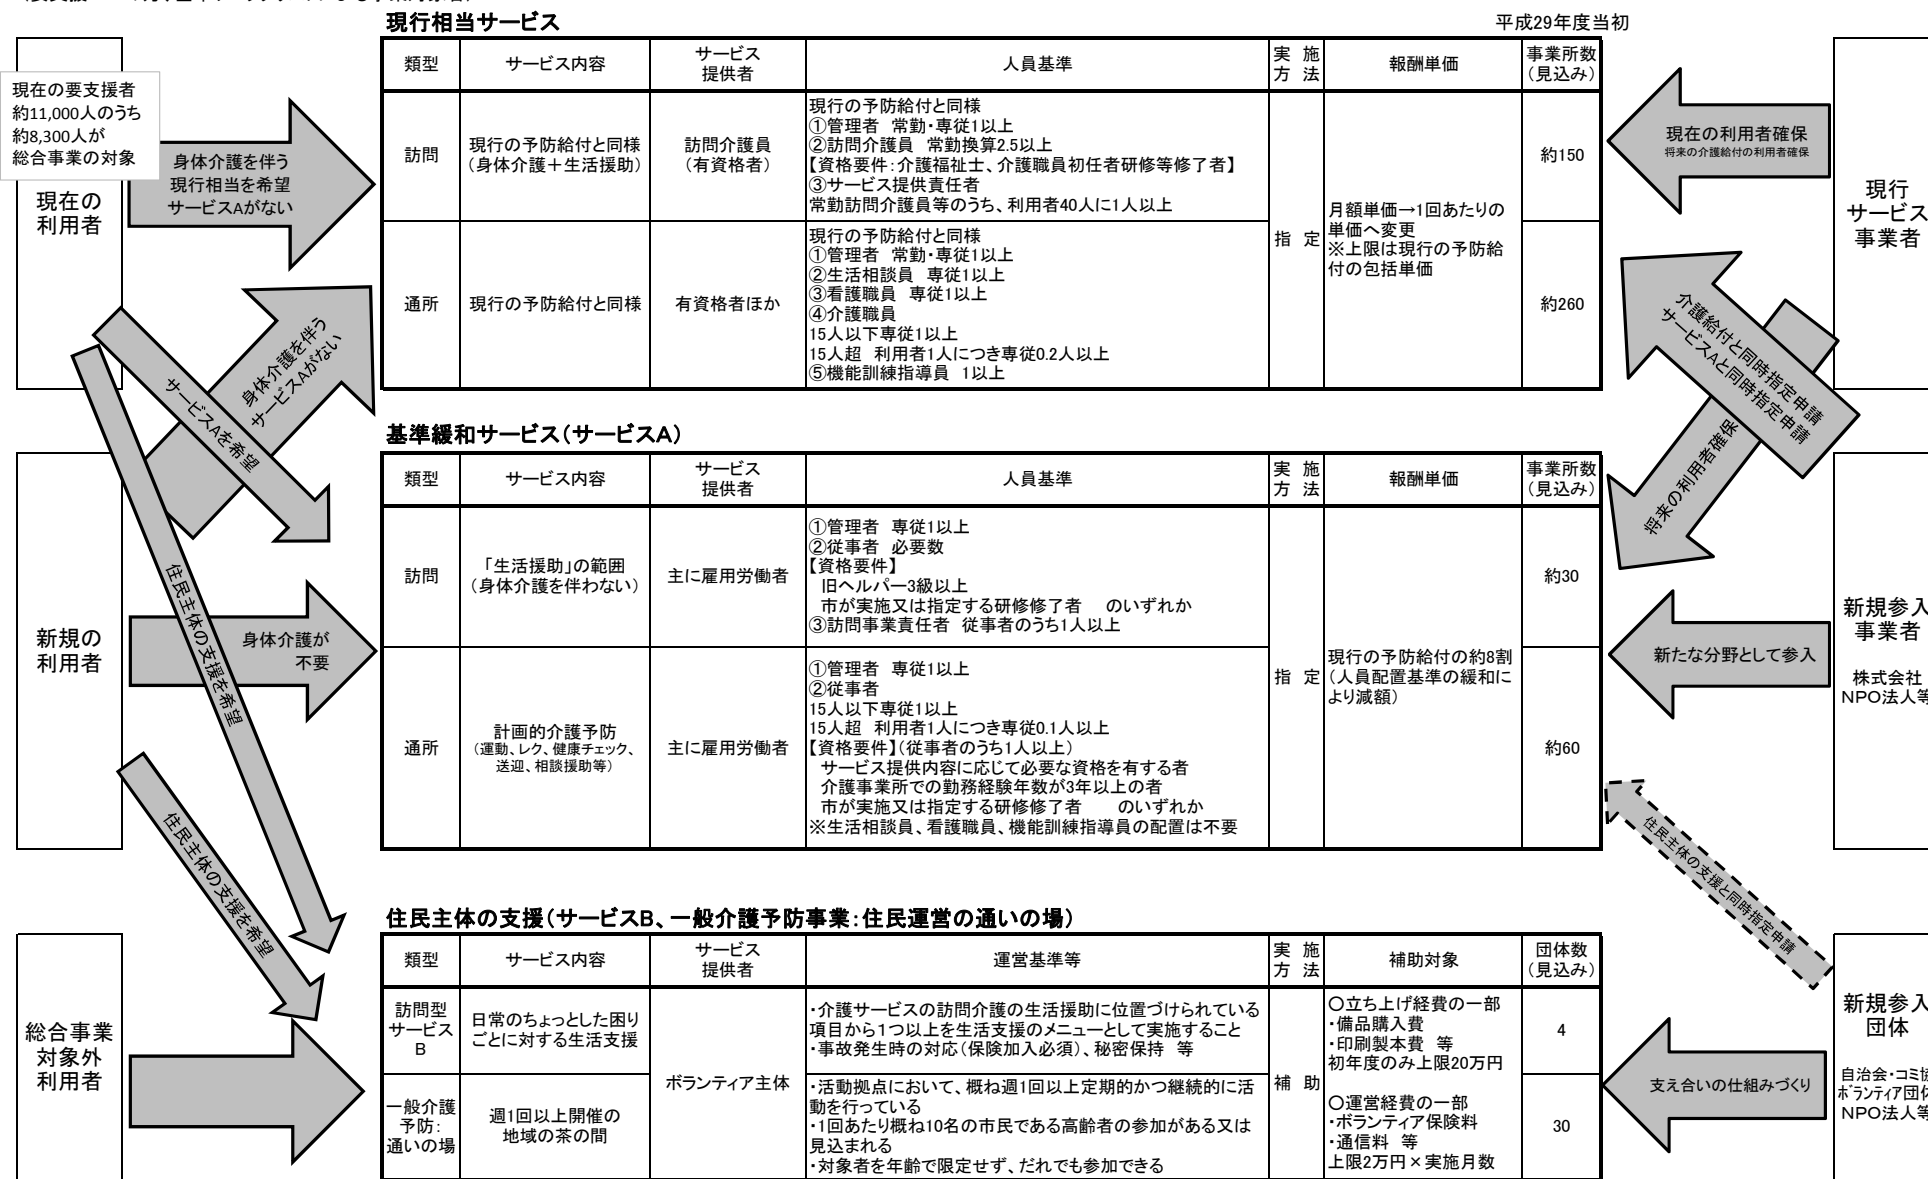 現行相当サービス
平成29年度当初
類型
サービス内容
サービス
提供者
人員基準
実 施
方 法
報酬単価
事業所数
(見込み)
訪問
現行の予防給付と同様
(身体介護+生活援助)
訪問介護員
(有資格者)
現行の予防給付と同様
①管理者 常勤・専従1以上
②訪問介護員 常勤換算2.5以上
【資格要件:介護福祉士、介護職員初任者研修等修了者】
③サービス提供責任者
常勤訪問介護員等のうち、利用者40人に1人以上
指 定
月額単価→1回あたりの
単価へ変更
※上限は現行の予防給
付の包括単価
約150
通所
現行の予防給付と同様
有資格者ほか
現行の予防給付と同様
①管理者 常勤・専従1以上
②生活相談員 専従1以上
③看護職員 専従1以上
④介護職員
15人以下専従1以上
15人超 利用者1人につき専従0.2人以上
⑤機能訓練指導員 1以上
約260
現在の要支援者
約11,000人のうち
約8,300人が
総合事業の対象
現在の
利用者
身体介護を伴う
現行相当を希望
サービスAがない
身体介護を伴う
サービスAがない
サービスAを希望
住民主体の支援を希望
現在の利用者確保
将来の介護給付の利用者確保
現行
サービス
事業者
介護給付と同時指定申請
サービスAと同時指定申請
将来の利用者確保
基準緩和サービス(サービスA)
類型
サービス内容
サービス
提供者
人員基準
実 施
方 法
報酬単価
事業所数
(見込み)
訪問
「生活援助」の範囲
(身体介護を伴わない)
主に雇用労働者
①管理者 専従1以上
②従事者 必要数
【資格要件】
旧ヘルパー3級以上
市が実施又は指定する研修修了者 のいずれか
③訪問事業責任者 従事者のうち1人以上
指 定
現行の予防給付の約8割
(人員配置基準の緩和に
より減額)
約30
通所
計画的介護予防
(運動、レク、健康チェック、
送迎、相談援助等)
主に雇用労働者
①管理者 専従1以上
②従事者
15人以下専従1以上
15人超 利用者1人につき専従0.1人以上
【資格要件】(従事者のうち1人以上)
サービス提供内容に応じて必要な資格を有する者
介護事業所での勤務経験年数が3年以上の者
市が実施又は指定する研修修了者 のいずれか
※生活相談員、看護職員、機能訓練指導員の配置は不要
約60
新規の
利用者
身体介護が
不要
住民主体の支援を希望
新たな分野として参入
新規参入
事業者
株式会社
NPO法人等
住民主体の支援と同時指定申請
住民主体の支援(サービスB、一般介護予防事業:住民運営の通いの場)
類型
サービス内容
サービス
提供者
運営基準等
実 施
方 法
補助対象
団体数
(見込み)
訪問型
サービス
B
日常のちょっとした困り
ごとに対する生活支援
ボランティア主体
・介護サービスの訪問介護の生活援助に位置づけられている
項目から1つ以上を生活支援のメニューとして実施すること
・事故発生時の対応(保険加入必須)、秘密保持 等
補 助
○立ち上げ経費の一部
・備品購入費
・印刷製本費 等
初年度のみ上限20万円
4
一般介護
予防:
通いの場
週1回以上開催の
地域の茶の間
・活動拠点において、概ね週1回以上定期的かつ継続的に活
動を行っている
・1回あたり概ね10名の市民である高齢者の参加がある又は
見込まれる
・対象者を年齢で限定せず、だれでも参加できる
○運営経費の一部
・ボランティア保険料
・通信料 等
上限2万円×実施月数
30
総合事業
対象外
利用者
支え合いの仕組みづくり
新規参入
団体
自治会・コミ協
ボランティア団体
NPO法人等